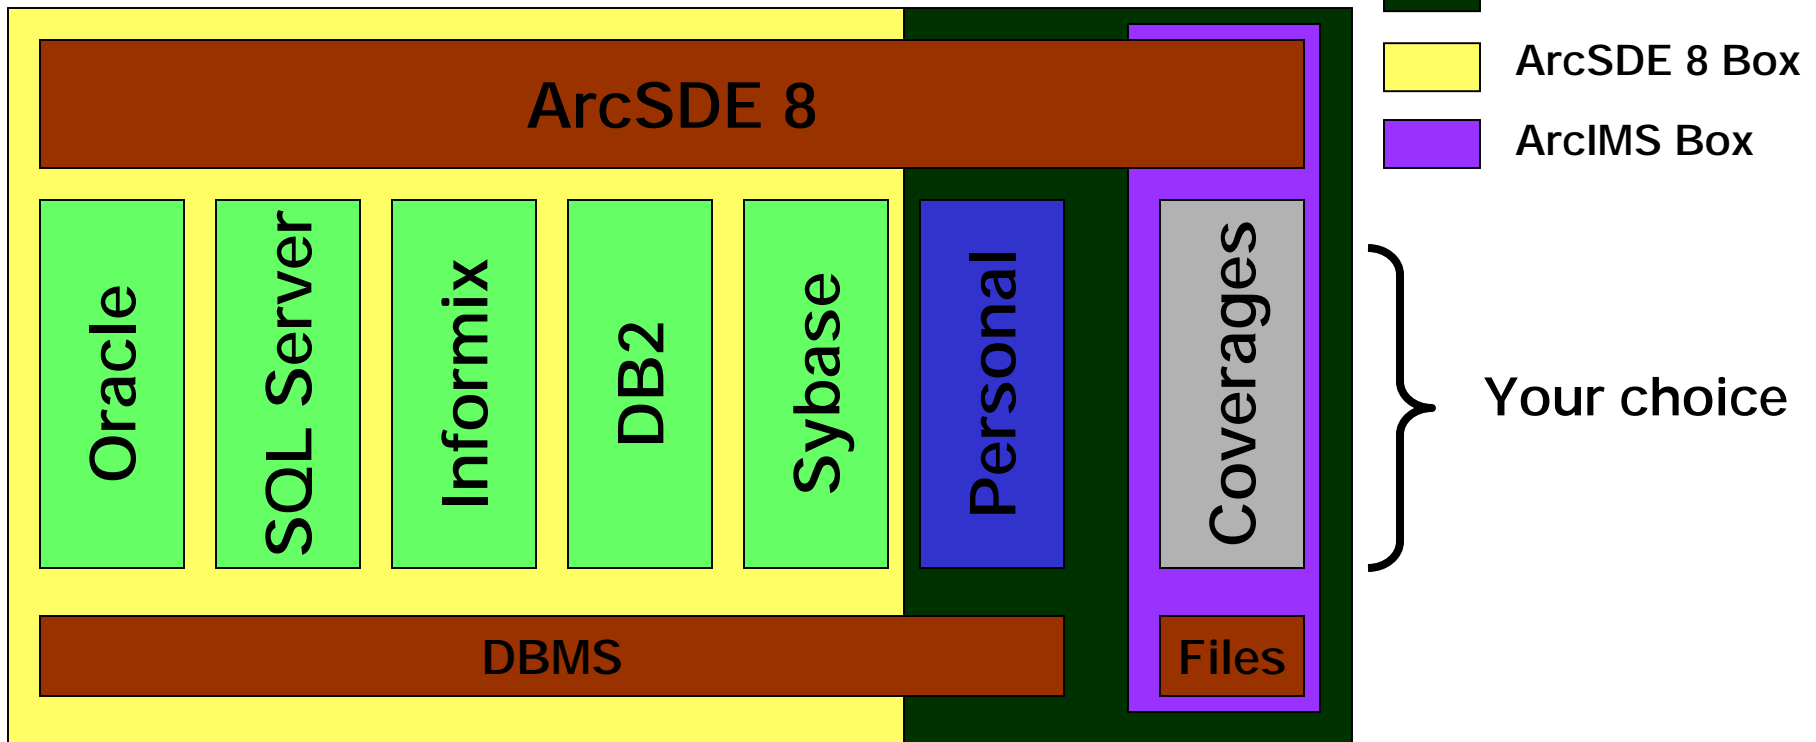 ArcSDE 8 Box
ArcSDE 8
ArcIMS Box
Oracle
SQL Server
Informix
DB2
Sybase
Personal
Coverages
Your choice
DBMS
Files